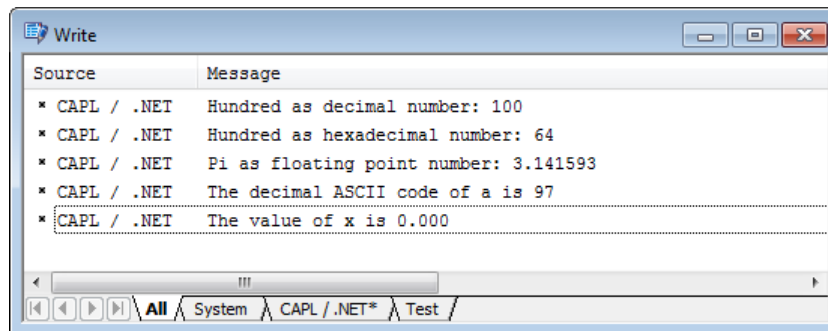 Write
Source Message
* CAPL / .NET Hundred as decimal number: 100
* CAPL / .NET Hundred as hexadecimal number: 64
* CAPL / .NET Pi as floating point number: 3.141593
* CAPL / .NET The decimal ASCII code of a is 97
* CAPL / .NET The value of x is 0.000
All System CAPL / .NET* Test